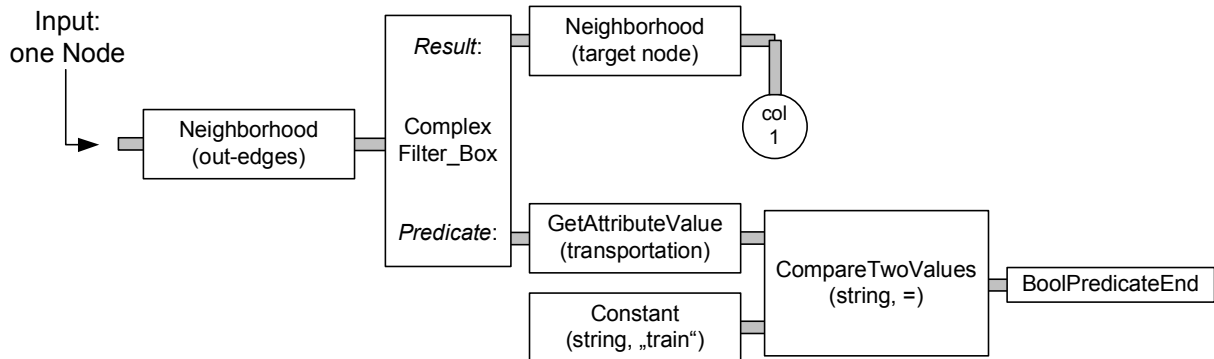 Input:
one Node
Neighborhood
(out-edges)
Result:
Complex
Filter_Box
Predicate:
Neighborhood
(target node)
col
1
GetAttributeValue
(transportation)
Constant
(string, „train“)
CompareTwoValues
(string, =)
BoolPredicateEnd